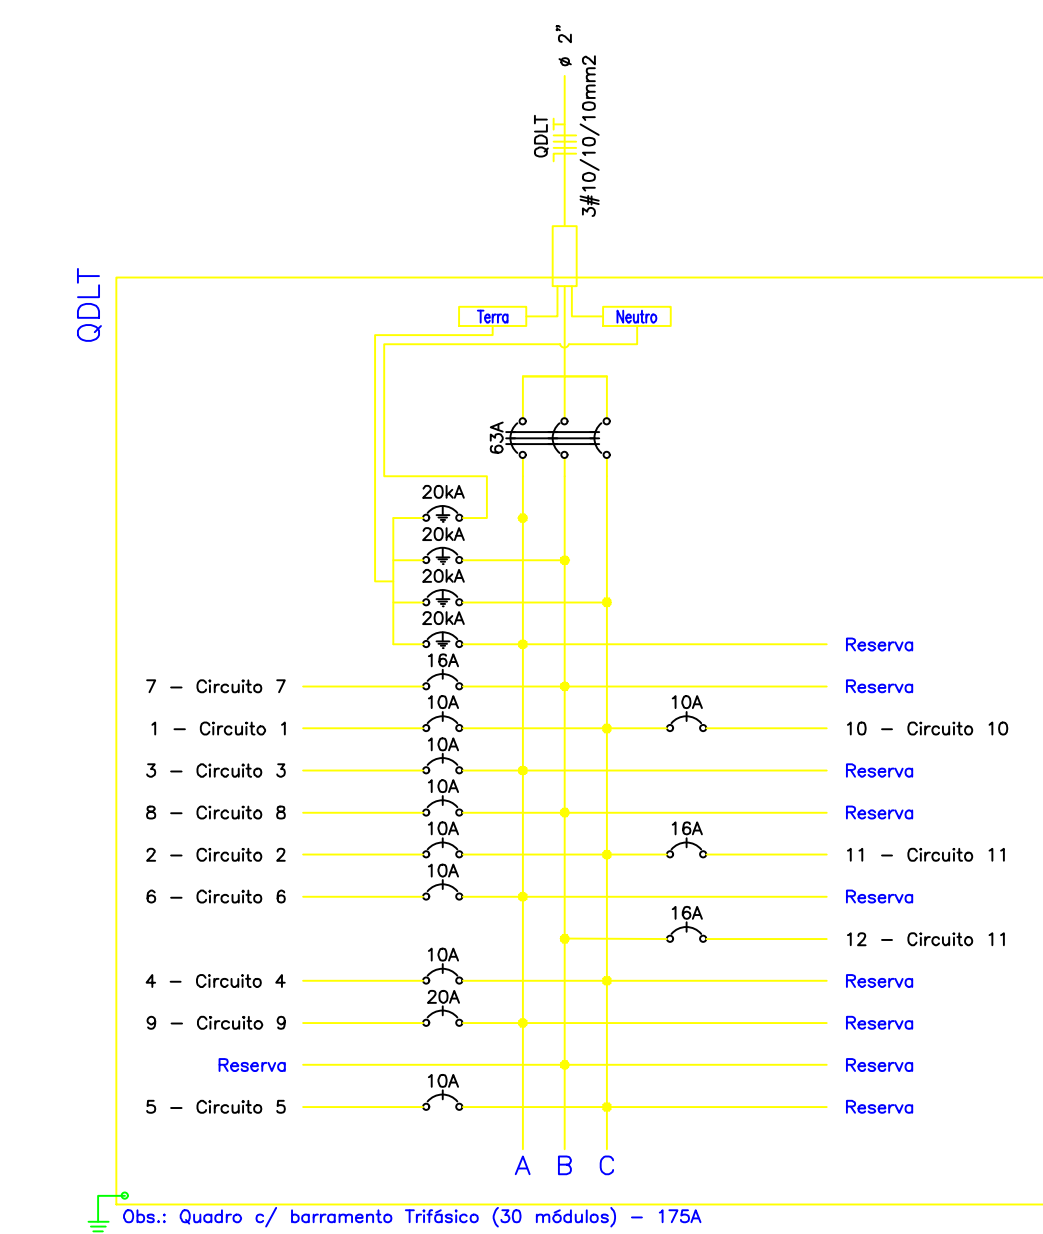 ø 2"
QDLT
3#10/10/10mm2
QDLT
Terra
Neutro
63A
20kA
20kA
20kA
20kA
Reserva
16A
7 - Circuito 7
Reserva
10A
10A
1 - Circuito 1
10 - Circuito 10
10A
3 - Circuito 3
Reserva
10A
8 - Circuito 8
Reserva
10A
16A
2 - Circuito 2
11 - Circuito 11
10A
6 - Circuito 6
Reserva
16A
12 - Circuito 11
10A
4 - Circuito 4
Reserva
20A
9 - Circuito 9
Reserva
Reserva
Reserva
10A
5 - Circuito 5
Reserva
A B C
Obs.: Quadro c/ barramento Trifásico (30 módulos) - 175A